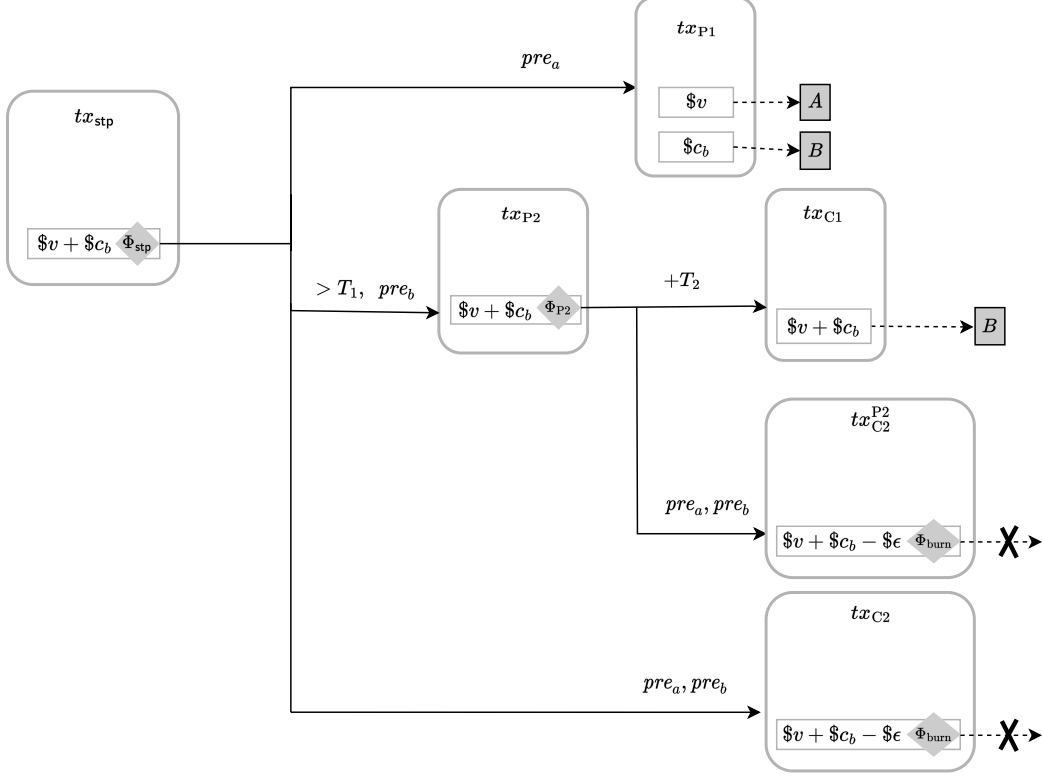 tx_P1
pre_a
$v
A
tx_stp
$c_b
B
tx_P2
tx_C1
$v + $c_b Φ_stp
> T_1, pre_b
+T_2
$v + $c_b Φ_P2
$v + $c_b
B
tx_C2^P2
pre_a, pre_b
$v + $c_b − $ϵ Φ_burn
tx_C2
pre_a, pre_b
$v + $c_b − $ϵ Φ_burn